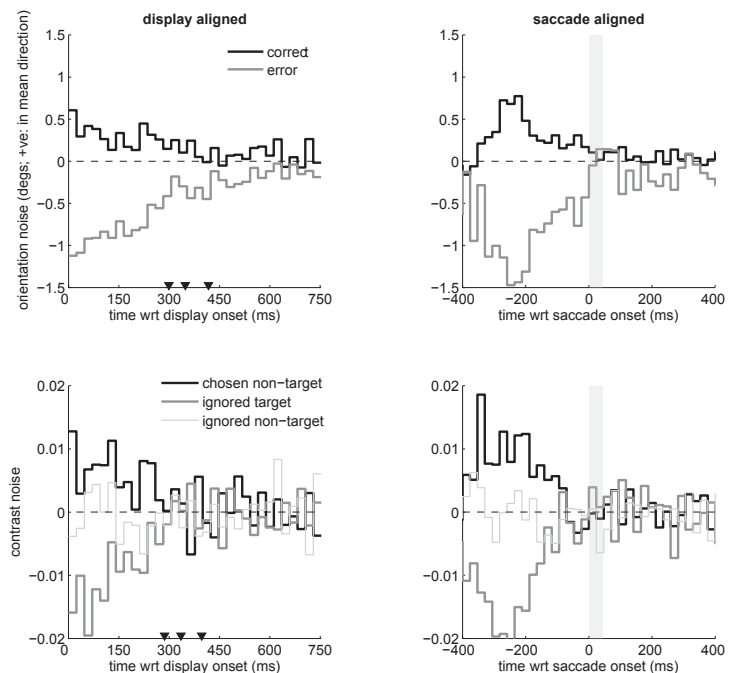 display aligned
saccade aligned
orientation noise (degs; +ve: in mean direction)
1.5
1
0.5
0
−0.5
−1
−1.5
correct
error
0 150 300 450 600 750
time wrt display onset (ms)
1.5
1
0.5
0
−0.5
−1
−1.5
−400 −200 0 200 400
time wrt saccade onset (ms)
contrast noise
0.02
0.01
0
−0.01
−0.02
chosen non−target
ignored target
ignored non−target
0 150 300 450 600 750
time wrt display onset (ms)
0.02
0.01
0
−0.01
−0.02
−400 −200 0 200 400
time wrt saccade onset (ms)